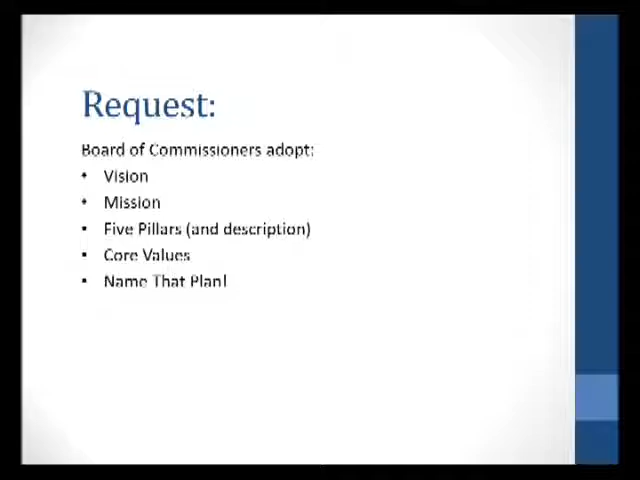 Request:
Board of Commissioners adopt:
• Vision
• Mission
• Five Pillars (and description)
• Core Values
• Name That Plan!